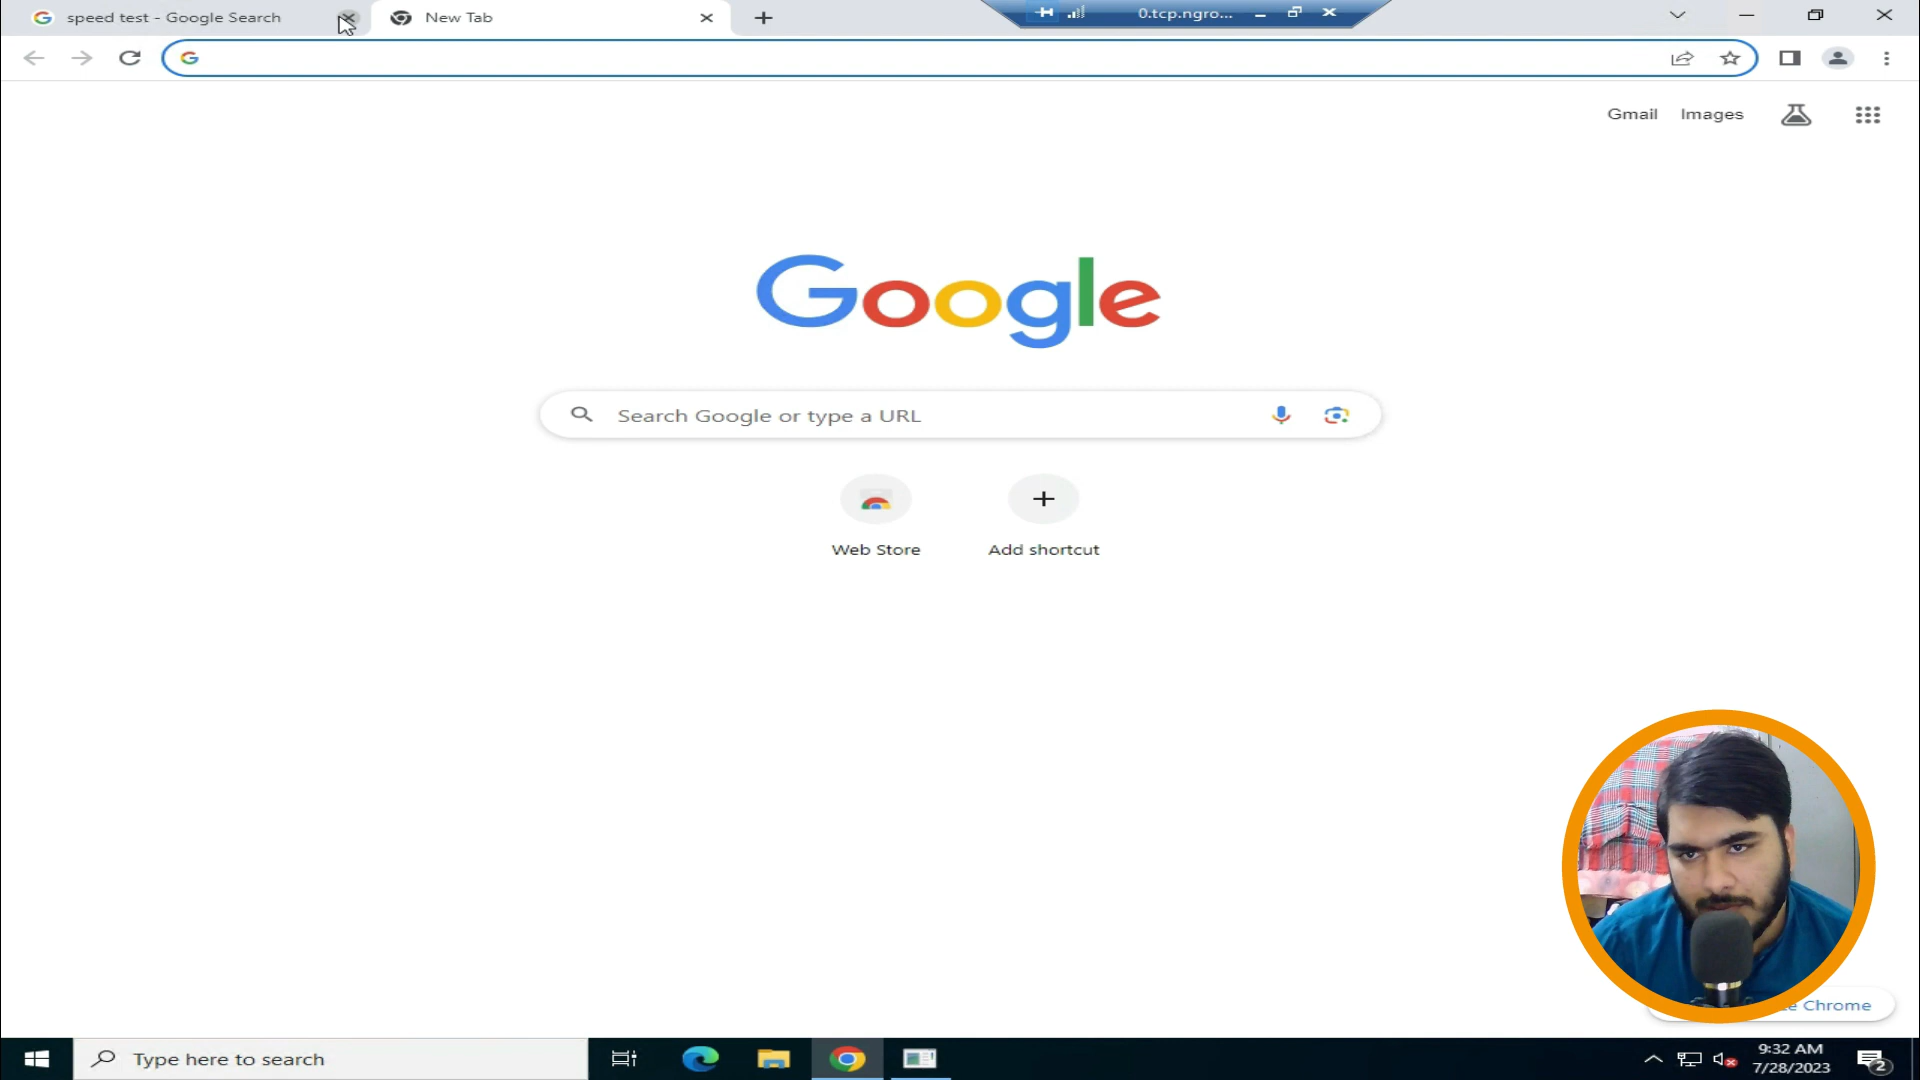 speed test - Google Search
New Tab
0.tcp.ngro...
Gmail
Images
Google
Search Google or type a URL
Web Store
Add shortcut
Chrome
Type here to search
9:32 AM
7/28/2023
2